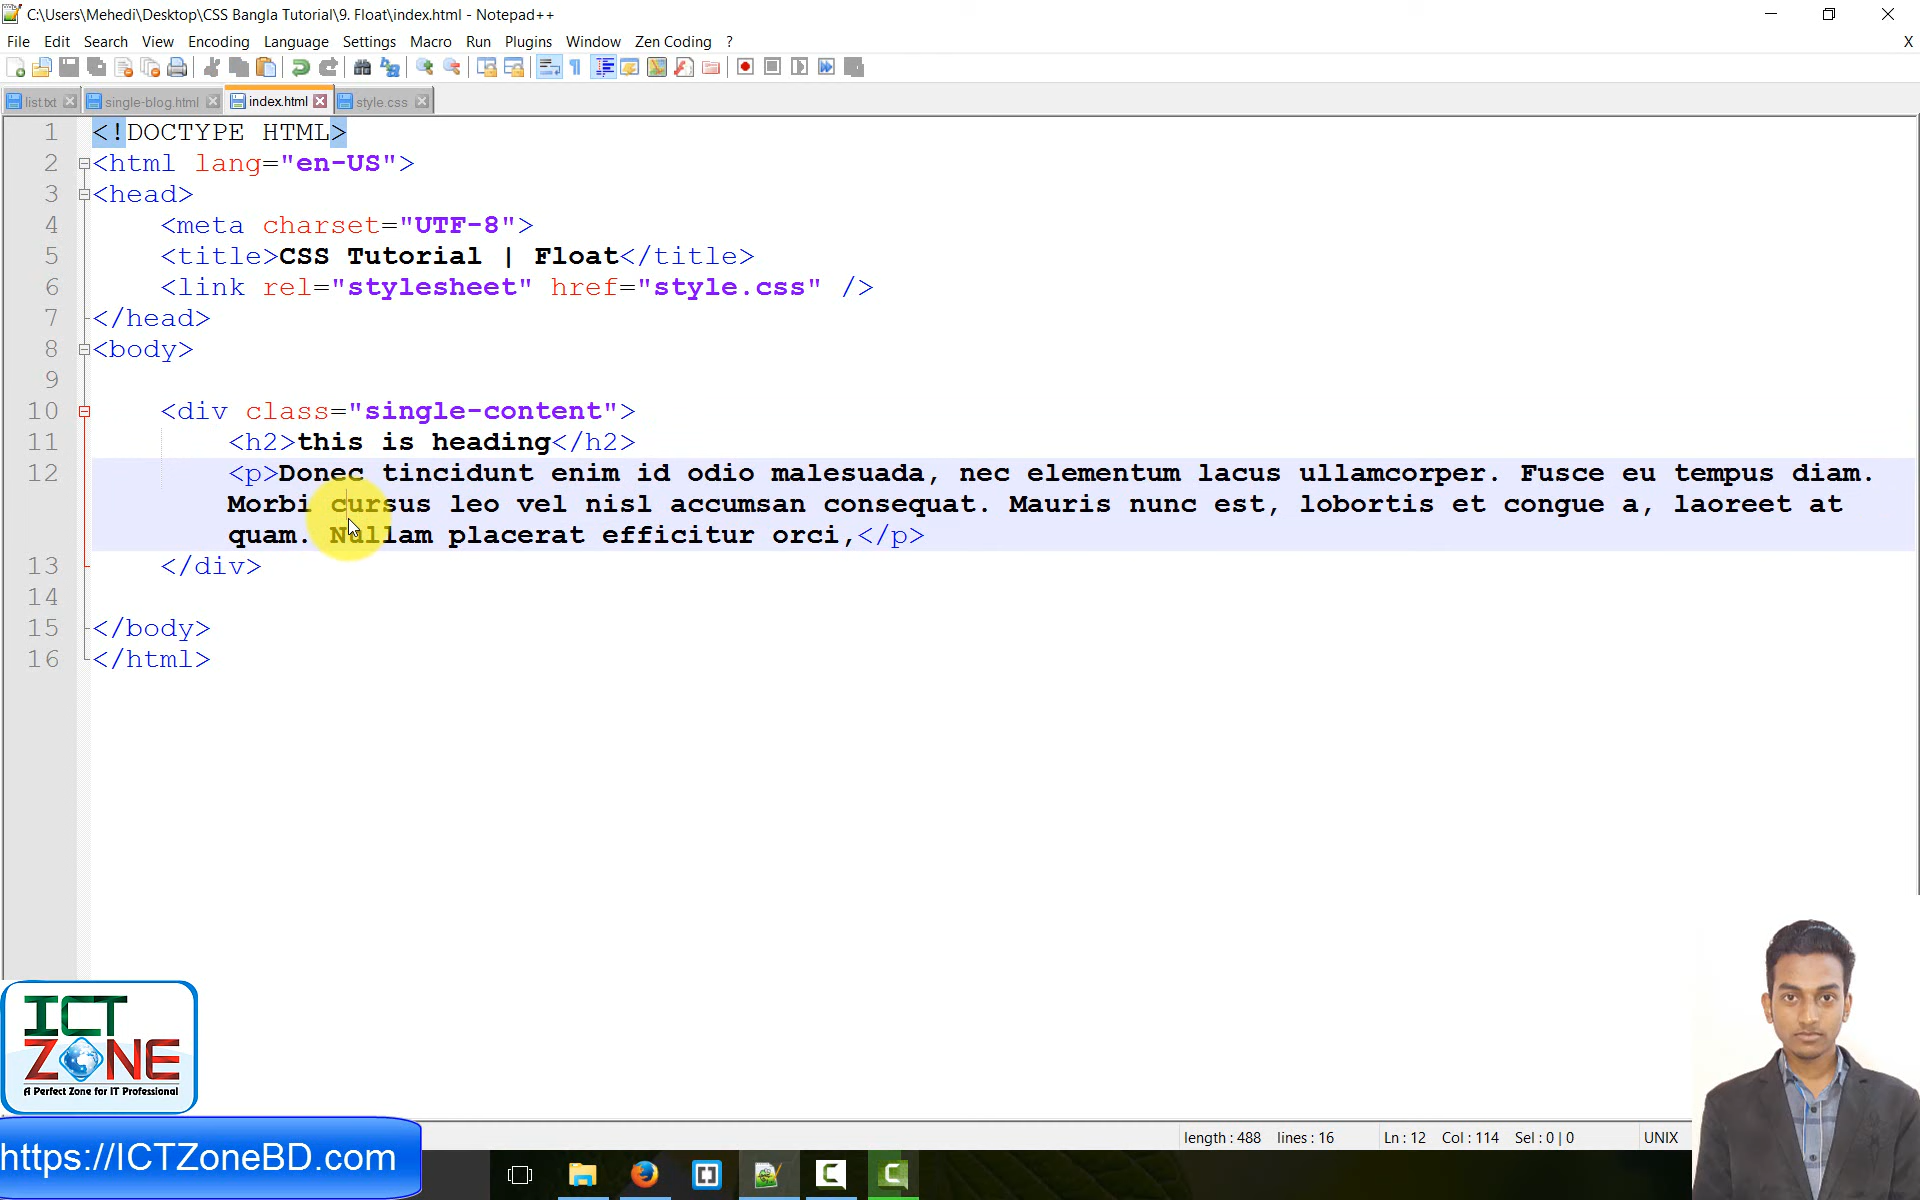 C:\Users\Mehedi\Desktop\CSS Bangla Tutorial\9. Float\index.html - Notepad++
File Edit Search View Encoding Language Settings Macro Run Plugins Window Zen Coding ? X
list.txt single-blog.html index.html style.css
1 <!DOCTYPE HTML>
2 <html lang="en-US">
3 <head>
4 <meta charset="UTF-8">
5 <title>CSS Tutorial | Float</title>
6 <link rel="stylesheet" href="style.css" />
7 </head>
8 <body>
9
10 <div class="single-content">
11 <h2>this is heading</h2>
12 <p>Donec tincidunt enim id odio malesuada, nec elementum lacus ullamcorper. Fusce eu tempus diam.
Morbi cursus leo vel nisl accumsan consequat. Mauris nunc est, lobortis et congue a, laoreet at
quam. Nullam placerat efficitur orci,</p>
13 </div>
14
15 </body>
16 </html>
ICT
ZONE
A Perfect Zone for IT Professional
https://ICTZoneBD.com
length : 488 lines : 16 Ln : 12 Col : 114 Sel : 0 | 0 UNIX